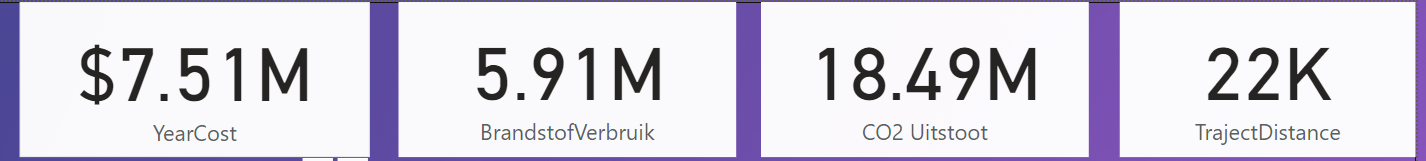 $7.51M
YearCost
5.91M
BrandstofVerbruik
18.49M
CO2 Uitstoot
22K
TrajectDistance